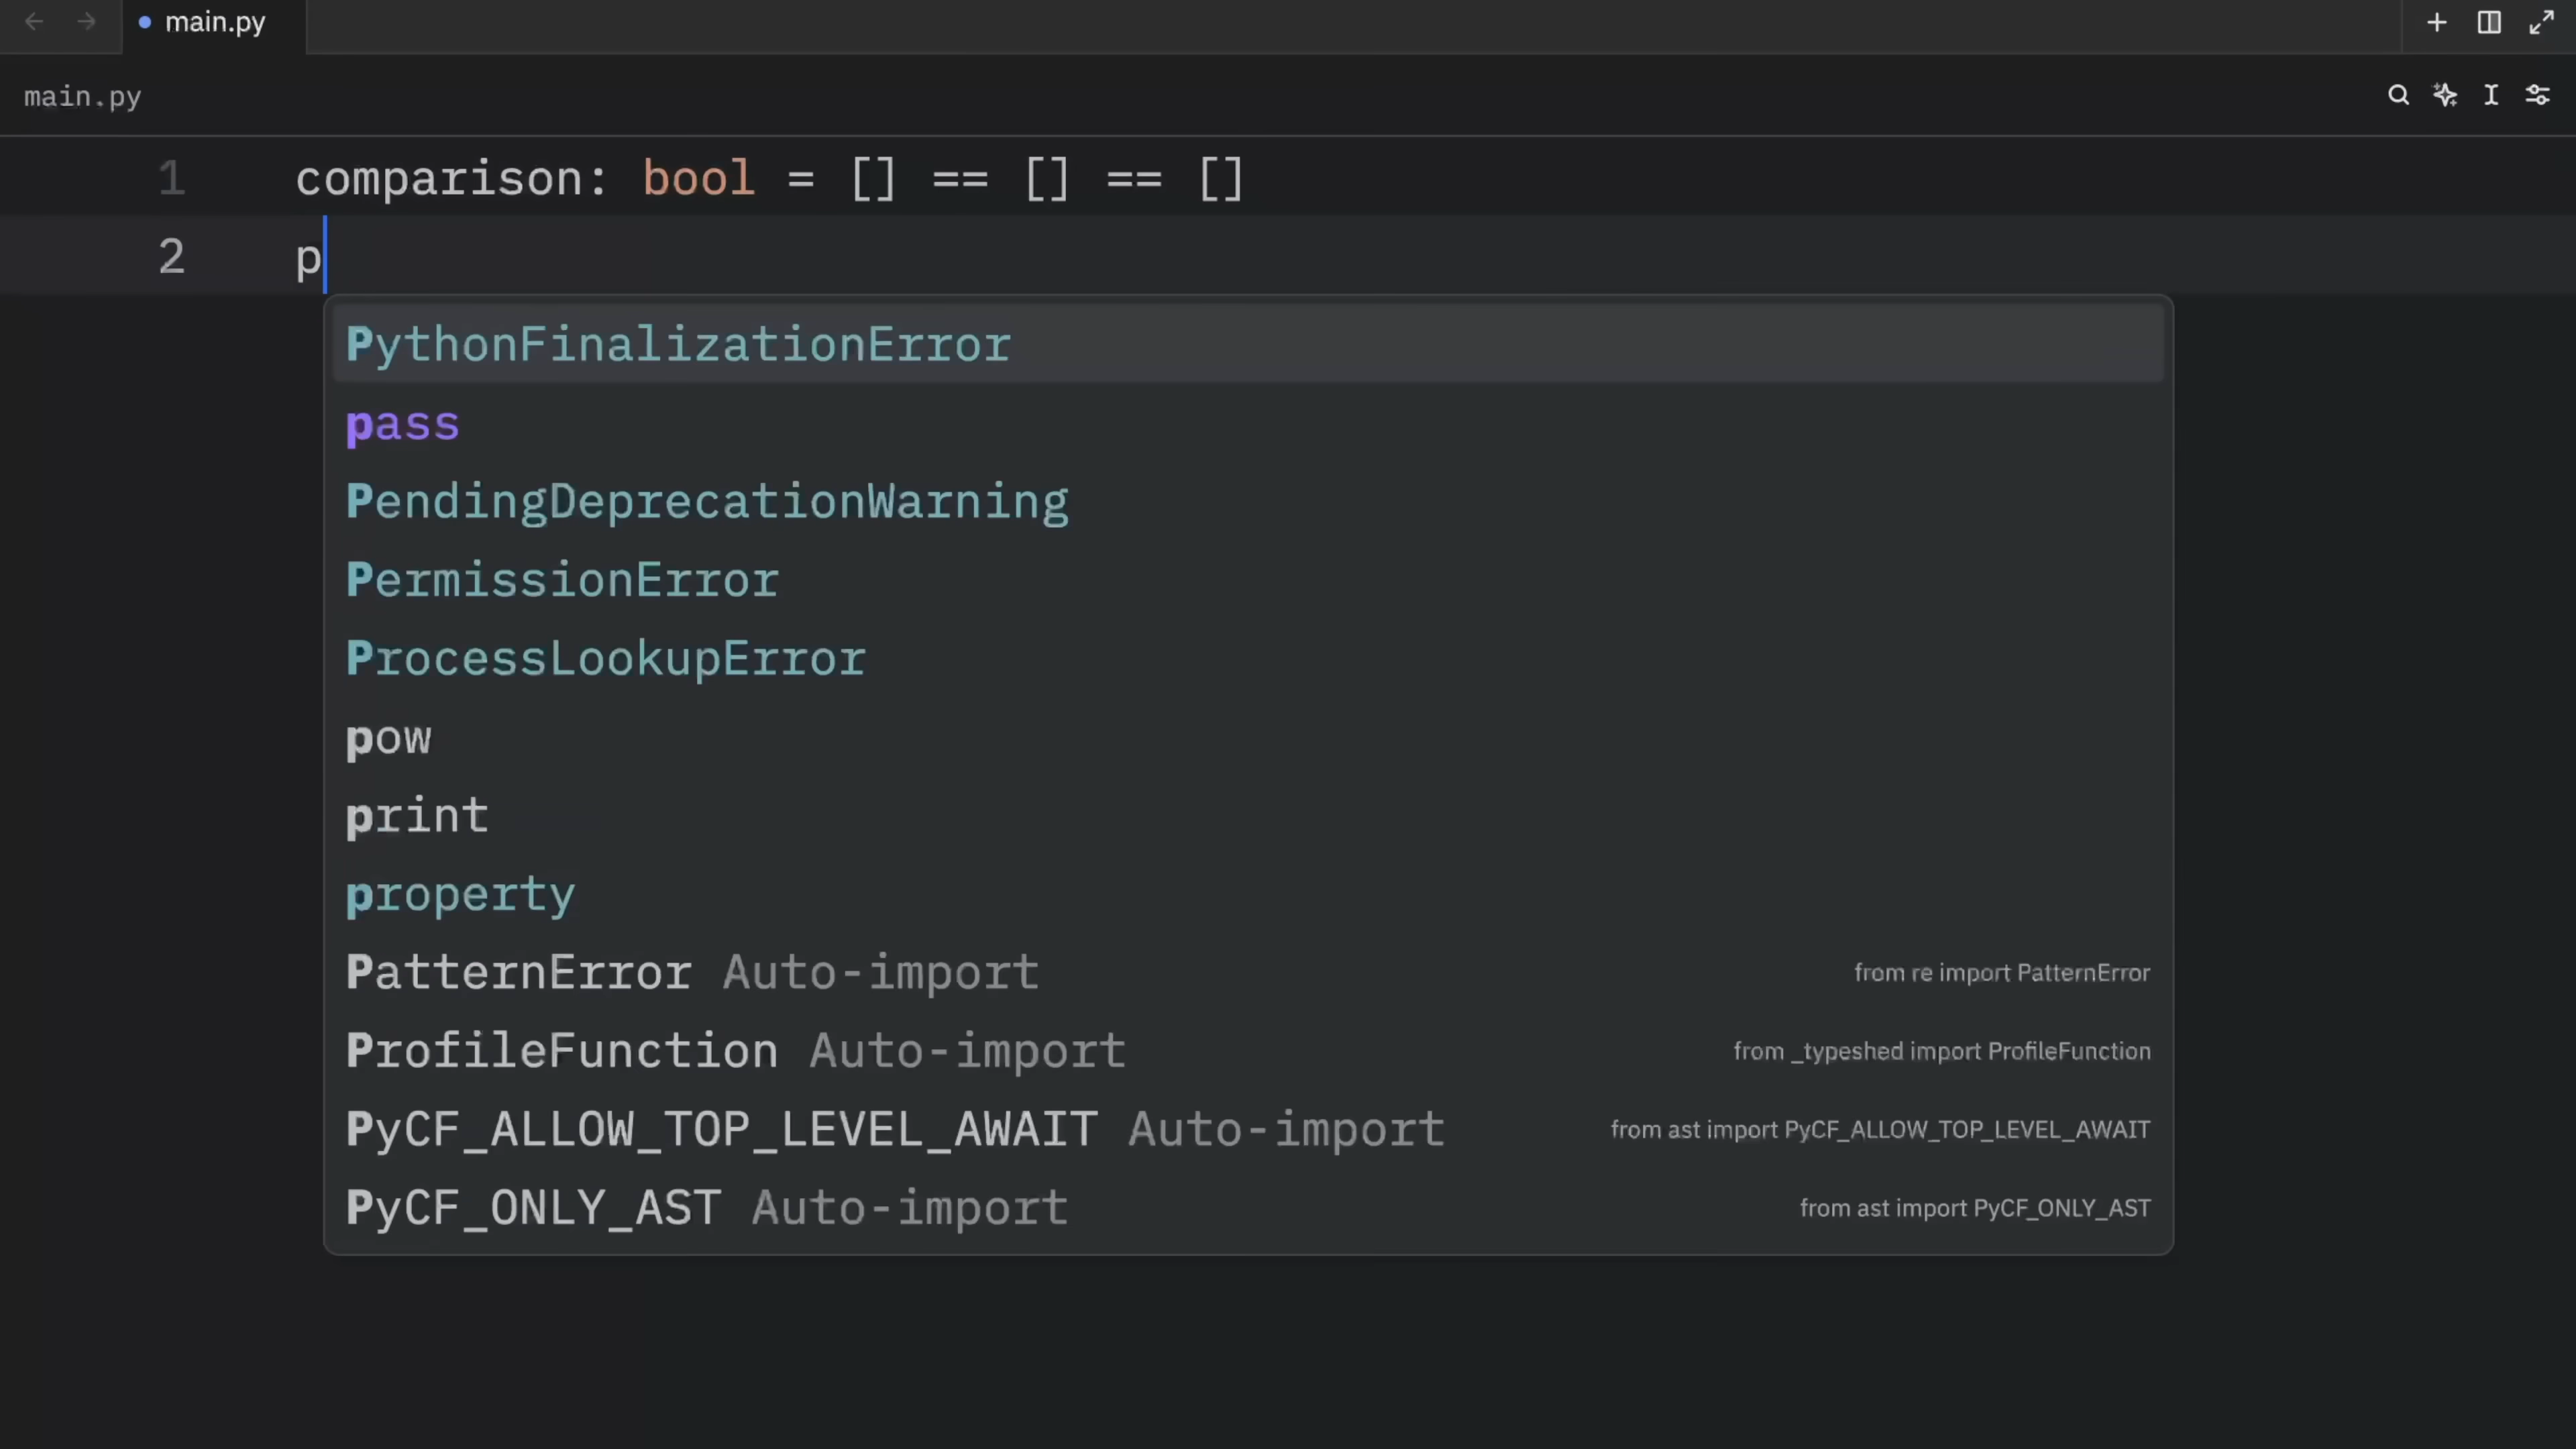 main.py
main.py
1 comparison: bool = [] == [] == []
2 p
PythonFinalizationError
pass
PendingDeprecationWarning
PermissionError
ProcessLookupError
pow
print
property
PatternError Auto-import from re import PatternError
ProfileFunction Auto-import from _typeshed import ProfileFunction
PyCF_ALLOW_TOP_LEVEL_AWAIT Auto-import from ast import PyCF_ALLOW_TOP_LEVEL_AWAIT
PyCF_ONLY_AST Auto-import from ast import PyCF_ONLY_AST